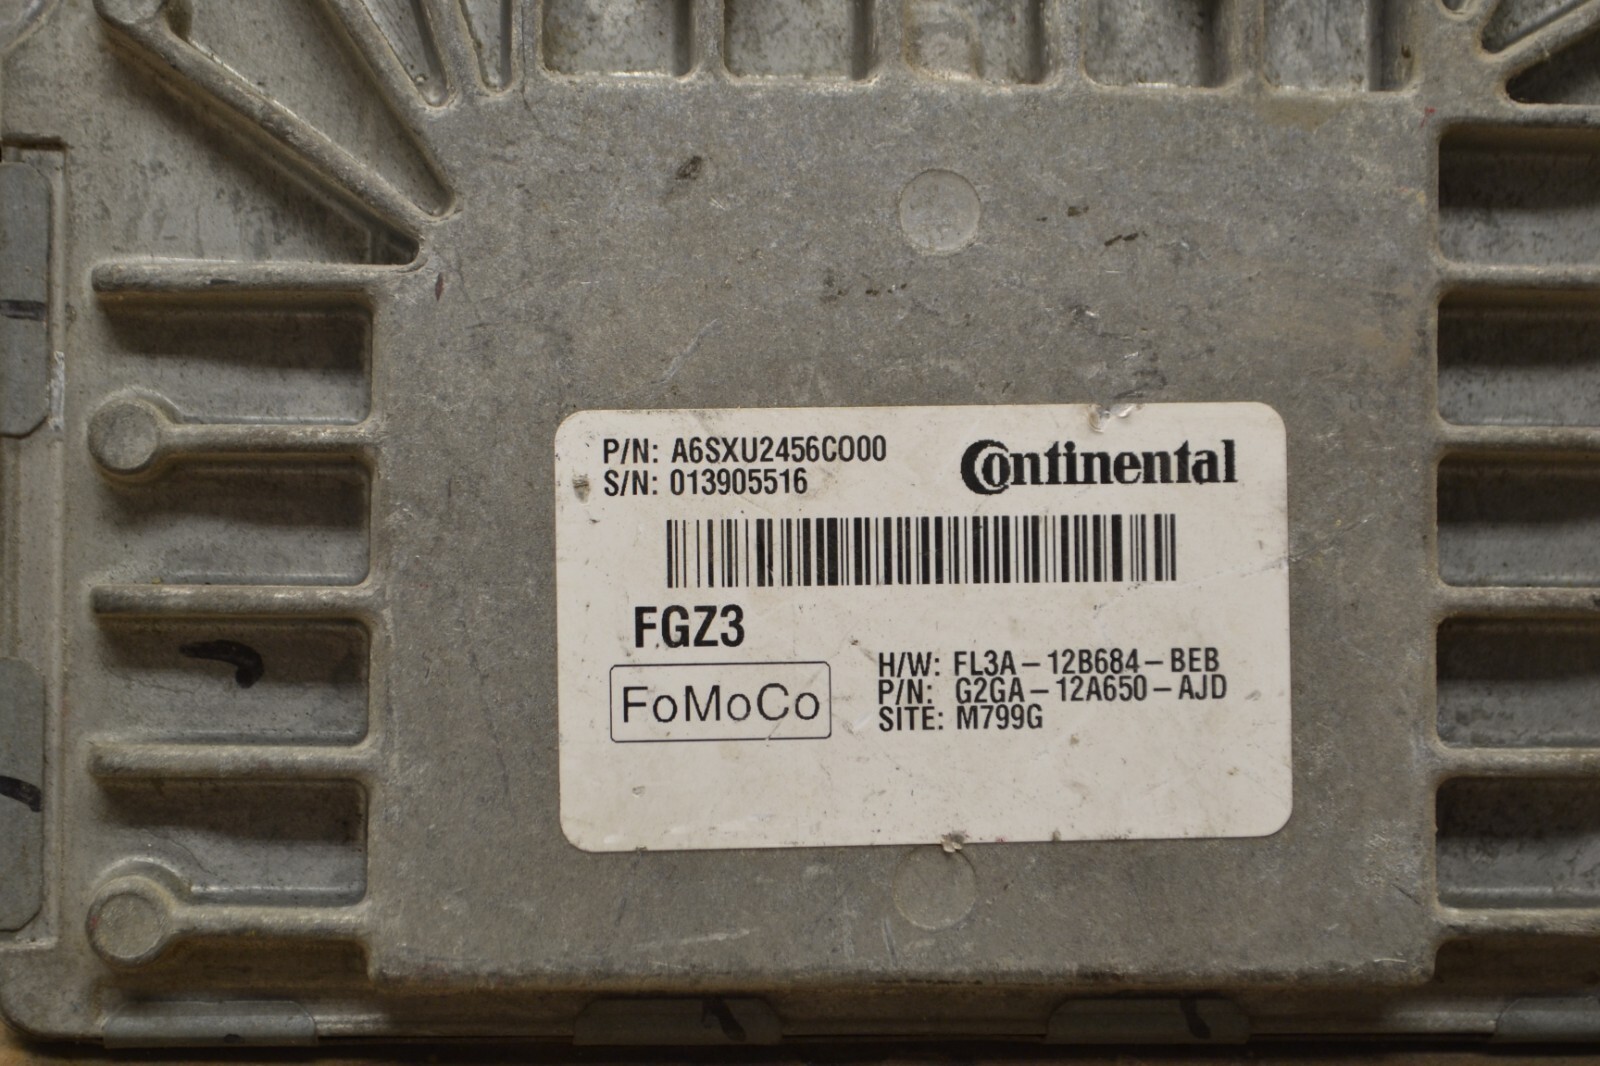 P/N: A6SXU2456C000
S/N: 013905516
Continental
FGZ3
FoMoCo
H/W: FL3A-12B684-BEB
P/N: G2GA-12A650-AJD
SITE: M799G